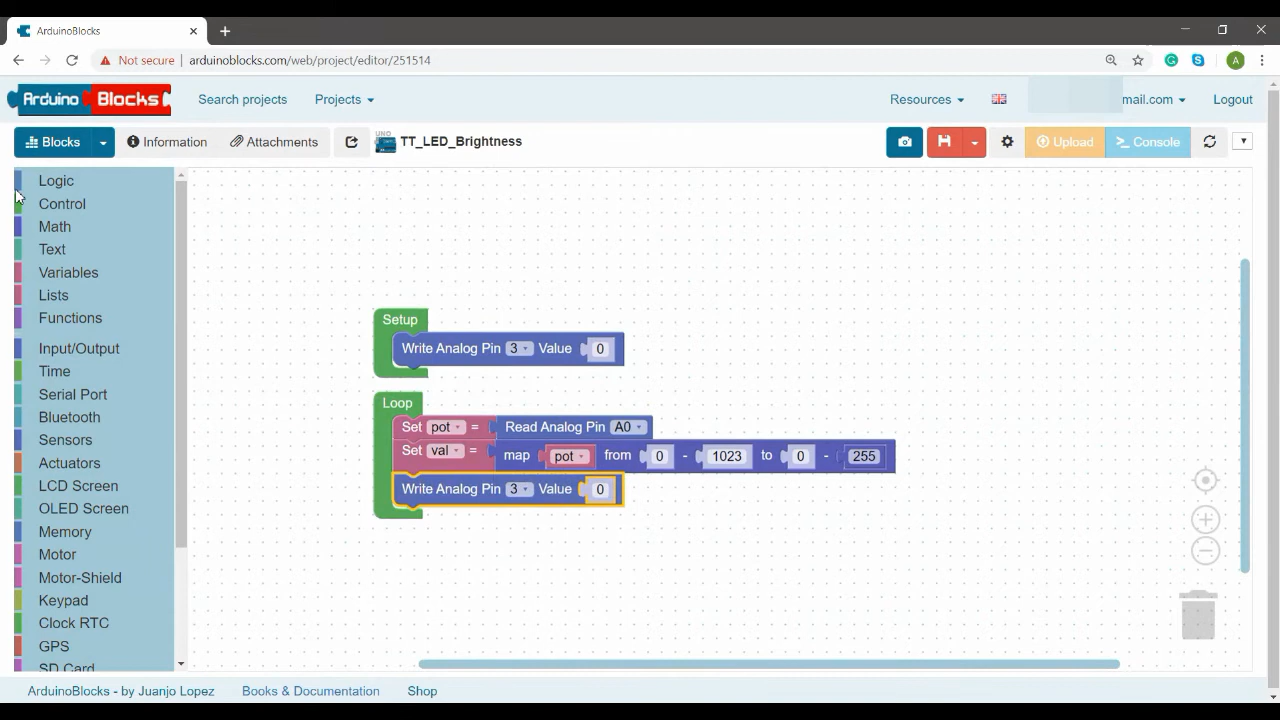 ArduinoBlocks
Not secure arduinoblocks.com/web/project/editor/251514
A
Arduino Blocks Search projects Projects Resources mail.com Logout
Blocks Information Attachments UNO TT_LED_Brightness Upload >_ Console
Logic
Control
Math
Text
Variables
Lists
Functions
Input/Output
Time
Serial Port
Bluetooth
Sensors
Actuators
LCD Screen
OLED Screen
Memory
Motor
Motor-Shield
Keypad
Clock RTC
GPS
SD Card
Setup
Write Analog Pin 3 Value 0
Loop
Set pot = Read Analog Pin A0
Set val = map pot from 0 - 1023 to 0 - 255
Write Analog Pin 3 Value 0
ArduinoBlocks - by Juanjo Lopez Books & Documentation Shop